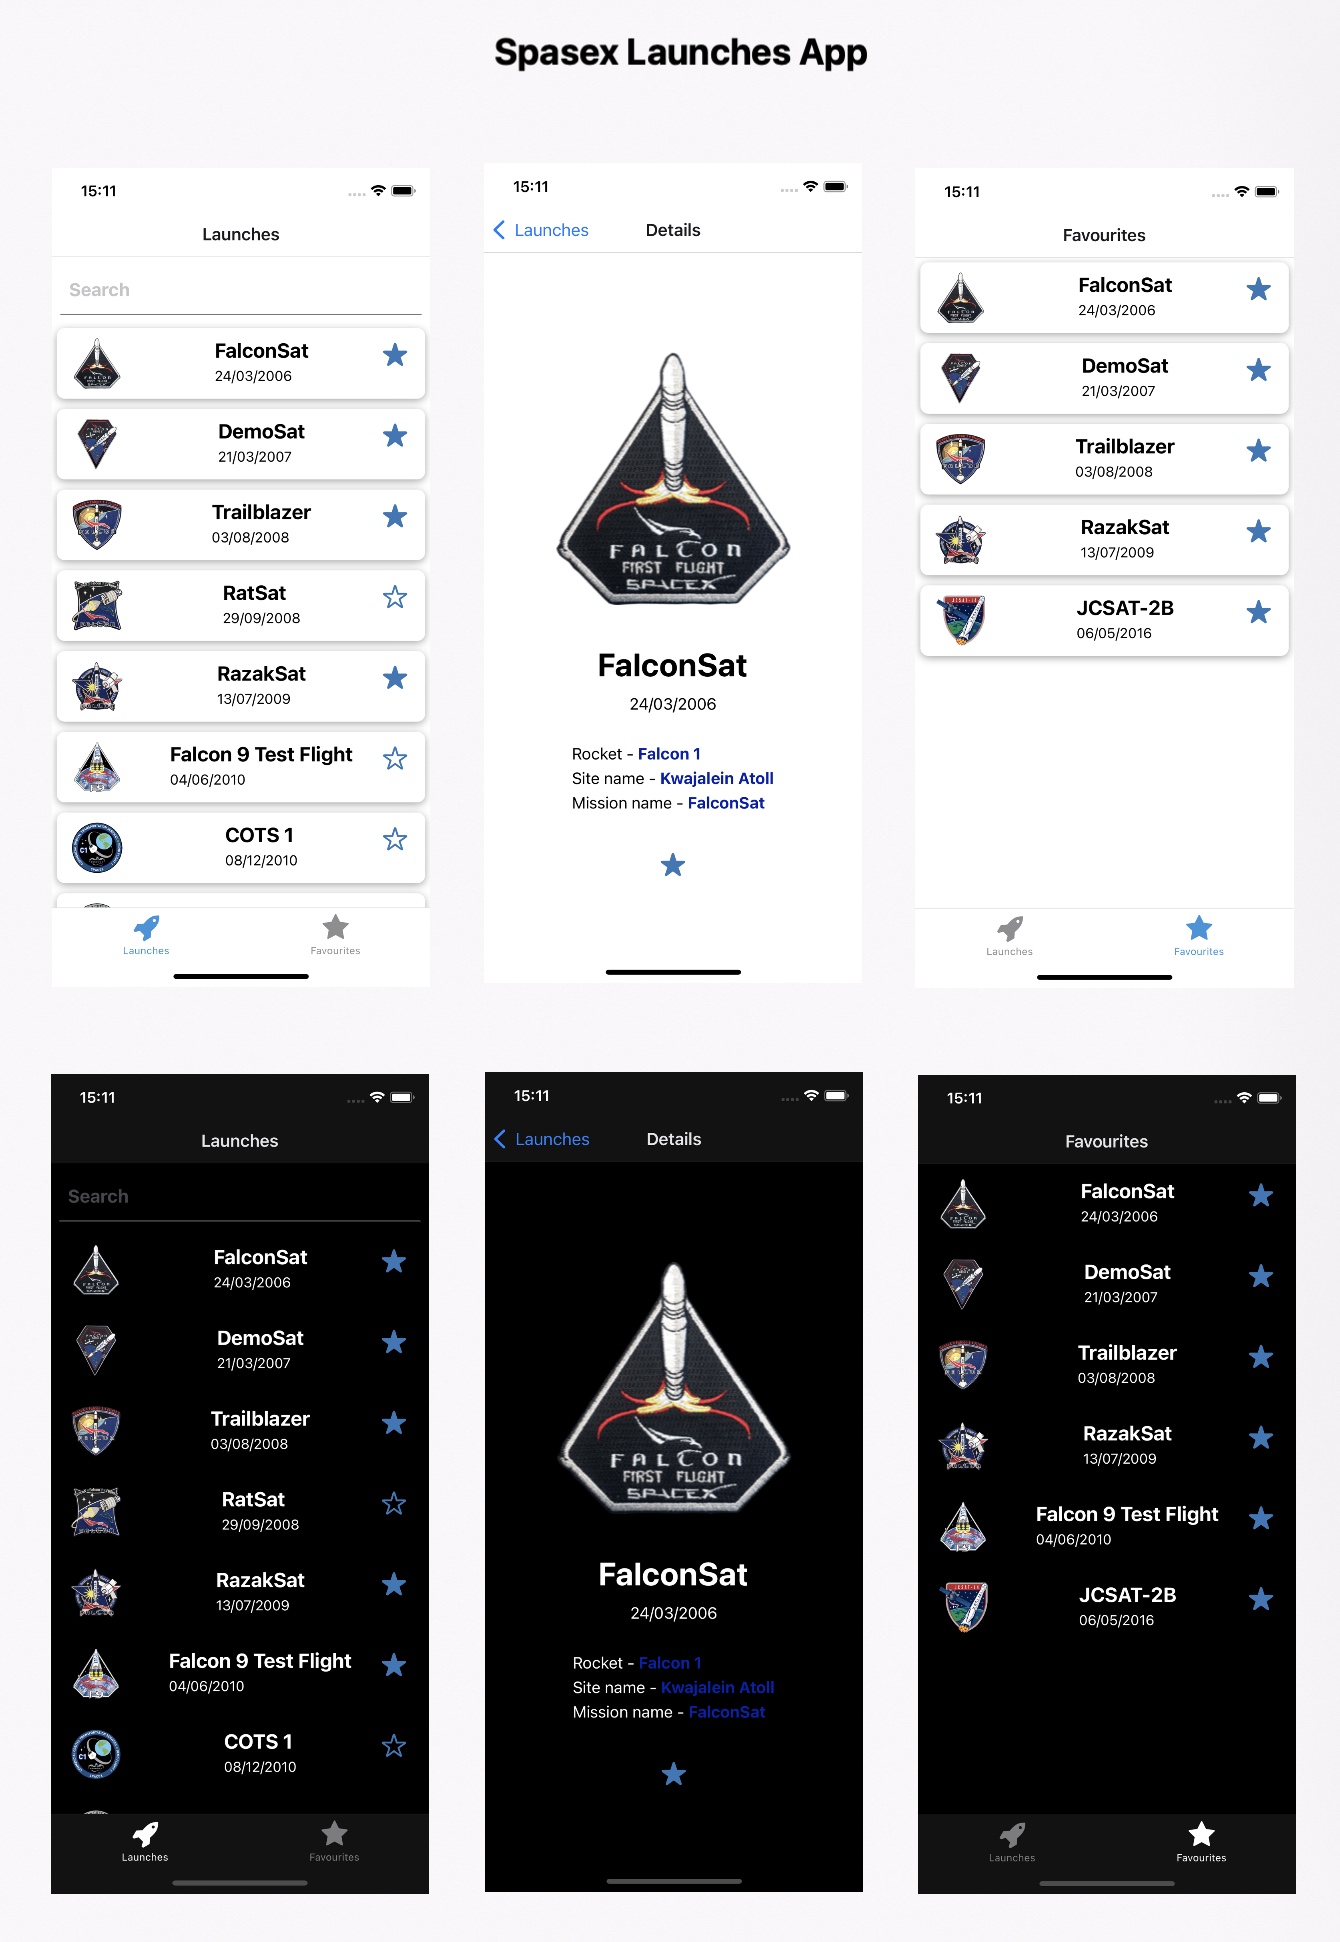 Spasex Launches App
15:11
Launches
Search
FalconSat
24/03/2006
DemoSat
21/03/2007
Trailblazer
03/08/2008
RatSat
29/09/2008
RazakSat
13/07/2009
Falcon 9 Test Flight
04/06/2010
COTS 1
08/12/2010
Launches
Favourites
15:11
Launches
Details
FALCON
FIRST FLIGHT
SPACEX
FalconSat
24/03/2006
Rocket - Falcon 1
Site name - Kwajalein Atoll
Mission name - FalconSat
15:11
Favourites
FalconSat
24/03/2006
DemoSat
21/03/2007
Trailblazer
03/08/2008
RazakSat
13/07/2009
JCSAT-2B
06/05/2016
Launches
Favourites
15:11
Launches
Search
FalconSat
24/03/2006
DemoSat
21/03/2007
Trailblazer
03/08/2008
RatSat
29/09/2008
RazakSat
13/07/2009
Falcon 9 Test Flight
04/06/2010
COTS 1
08/12/2010
Launches
Favourites
15:11
Launches
Details
FALCON
FIRST FLIGHT
SPACEX
FalconSat
24/03/2006
Rocket - Falcon 1
Site name - Kwajalein Atoll
Mission name - FalconSat
15:11
Favourites
FalconSat
24/03/2006
DemoSat
21/03/2007
Trailblazer
03/08/2008
RazakSat
13/07/2009
Falcon 9 Test Flight
04/06/2010
JCSAT-2B
06/05/2016
Launches
Favourites